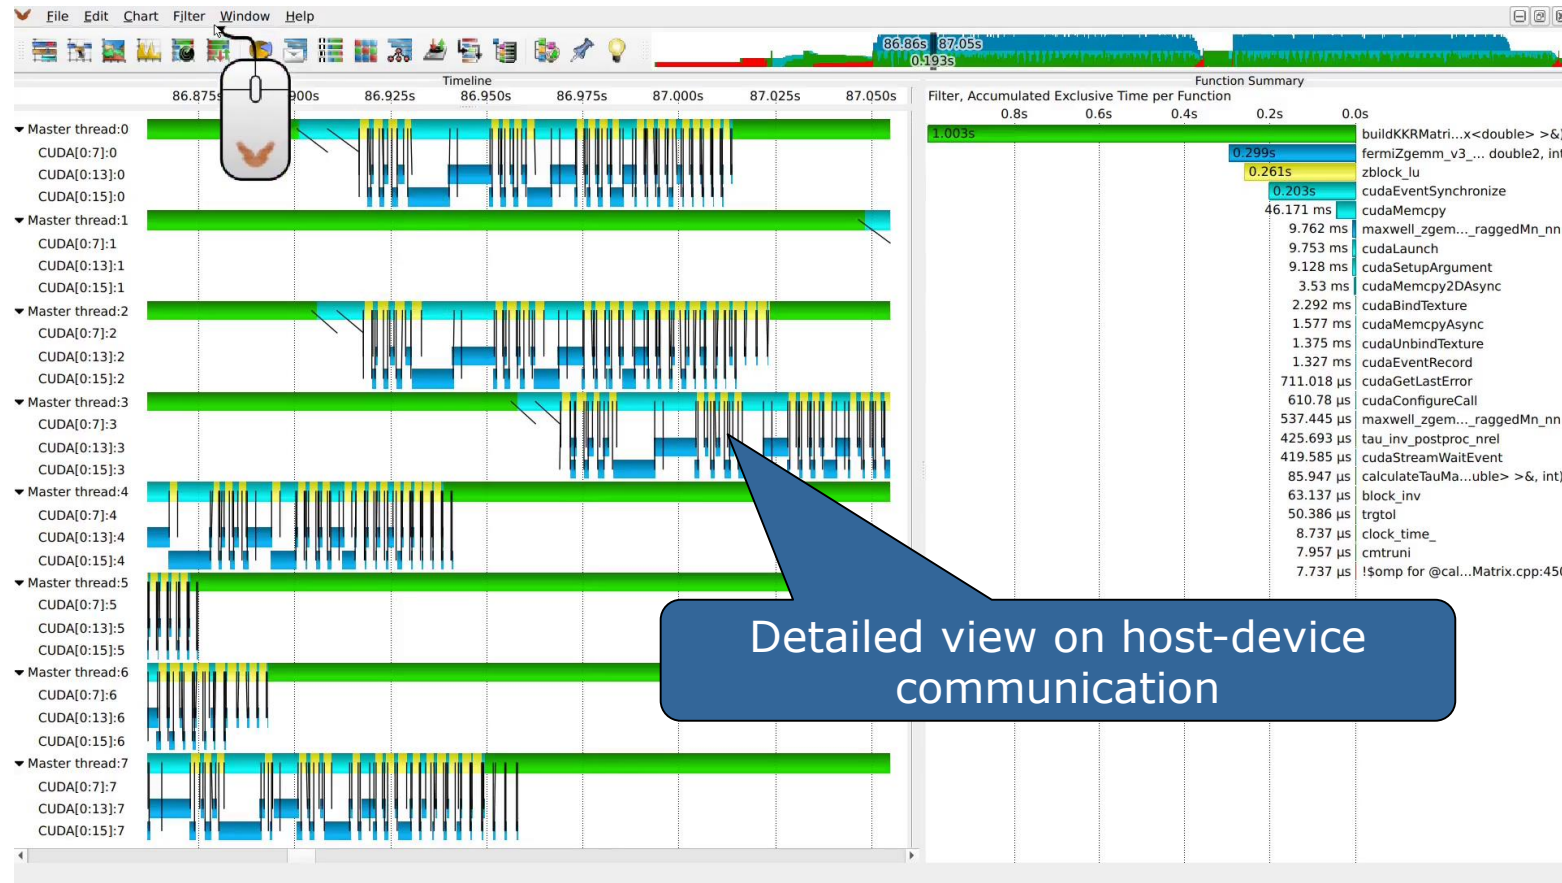 File Edit Chart Filter Window Help
86.86s 87.05s
0.193s
Timeline
86.875s 900s 86.925s 86.950s 86.975s 87.000s 87.025s 87.050s
Master thread:0
CUDA[0:7]:0
CUDA[0:13]:0
CUDA[0:15]:0
Master thread:1
CUDA[0:7]:1
CUDA[0:13]:1
CUDA[0:15]:1
Master thread:2
CUDA[0:7]:2
CUDA[0:13]:2
CUDA[0:15]:2
Master thread:3
CUDA[0:7]:3
CUDA[0:13]:3
CUDA[0:15]:3
Master thread:4
CUDA[0:7]:4
CUDA[0:13]:4
CUDA[0:15]:4
Master thread:5
CUDA[0:7]:5
CUDA[0:13]:5
CUDA[0:15]:5
Master thread:6
CUDA[0:7]:6
CUDA[0:13]:6
CUDA[0:15]:6
Master thread:7
CUDA[0:7]:7
CUDA[0:13]:7
CUDA[0:15]:7
Function Summary
Filter, Accumulated Exclusive Time per Function
0.8s 0.6s 0.4s 0.2s 0.0s
1.003s buildKKRMatri...x<double> >&)
0.299s fermiZgemm_v3_... double2, int
0.261s zblock_lu
0.203s cudaEventSynchronize
46.171 ms cudaMemcpy
9.762 ms maxwell_zgem..._raggedMn_nn
9.753 ms cudaLaunch
9.128 ms cudaSetupArgument
3.53 ms cudaMemcpy2DAsync
2.292 ms cudaBindTexture
1.577 ms cudaMemcpyAsync
1.375 ms cudaUnbindTexture
1.327 ms cudaEventRecord
711.018 µs cudaGetLastError
610.78 µs cudaConfigureCall
537.445 µs maxwell_zgem..._raggedMn_nn
425.693 µs tau_inv_postproc_nrel
419.585 µs cudaStreamWaitEvent
85.947 µs calculateTauMa...uble> >&, int)
63.137 µs block_inv
50.386 µs trgtol
8.737 µs clock_time_
7.957 µs cmtruni
7.737 µs !$omp for @cal...Matrix.cpp:450
Detailed view on host-device
communication